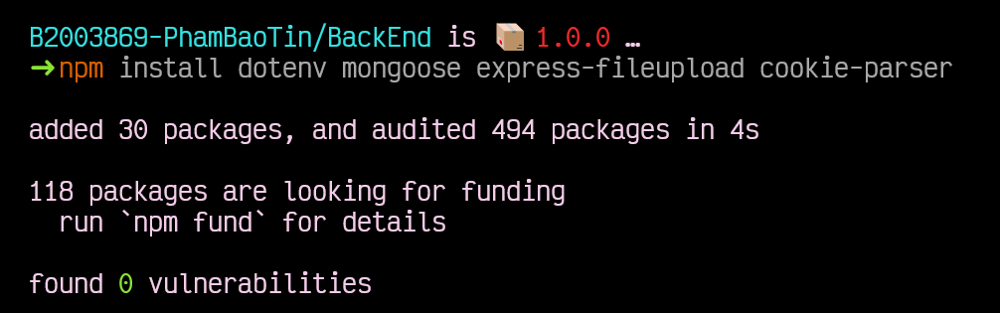 B2003869-PhamBaoTin/BackEnd is 📦 1.0.0 …
➜npm install dotenv mongoose express-fileupload cookie-parser
added 30 packages, and audited 494 packages in 4s
118 packages are looking for funding
run `npm fund` for details
found 0 vulnerabilities